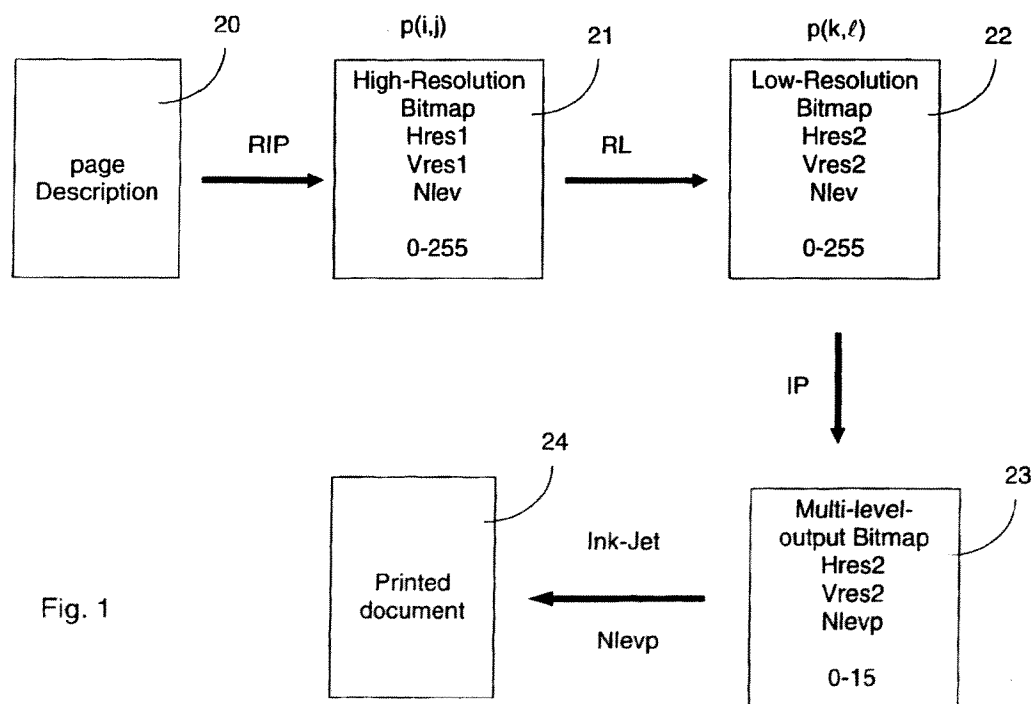 20
p(i,j)
21
p(k,ℓ)
22
page
Description
RIP
High-Resolution
Bitmap
Hres1
Vres1
Nlev
0-255
RL
Low-Resolution
Bitmap
Hres2
Vres2
Nlev
0-255
IP
24
23
Printed
document
Ink-Jet
Nlevp
Multi-level-
output Bitmap
Hres2
Vres2
Nlevp
0-15
Fig. 1